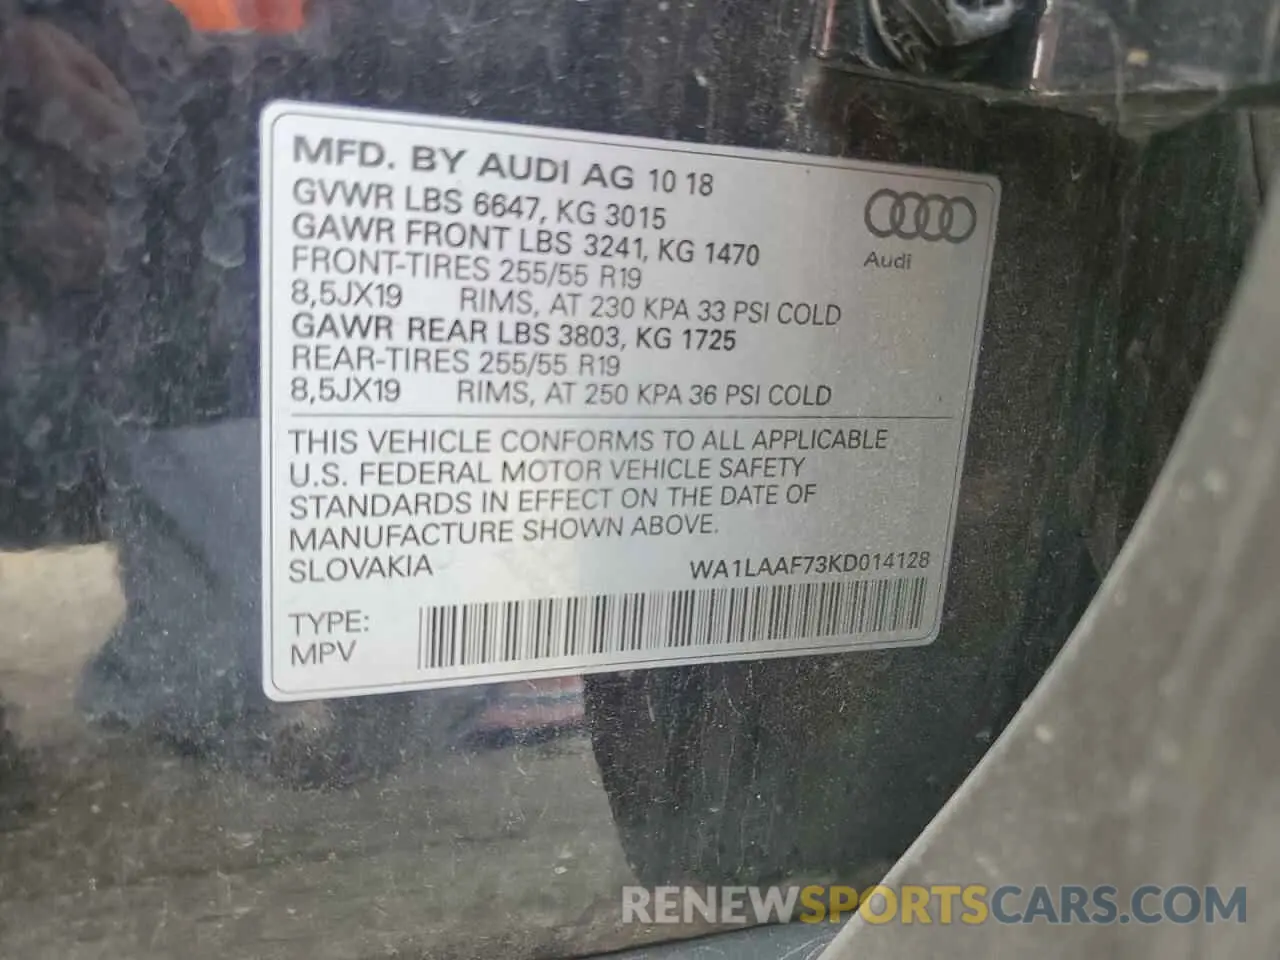 MFD. BY AUDI AG 10 18
GVWR LBS 6647, KG 3015
GAWR FRONT LBS 3241, KG 1470
FRONT-TIRES 255/55 R19
8,5JX19 RIMS, AT 230 KPA 33 PSI COLD
GAWR REAR LBS 3803, KG 1725
REAR-TIRES 255/55 R19
8,5JX19 RIMS, AT 250 KPA 36 PSI COLD
Audi
THIS VEHICLE CONFORMS TO ALL APPLICABLE
U.S. FEDERAL MOTOR VEHICLE SAFETY
STANDARDS IN EFFECT ON THE DATE OF
MANUFACTURE SHOWN ABOVE.
SLOVAKIA WA1LAAF73KD014128
TYPE:
MPV
RENEWSPORTSCARS.COM